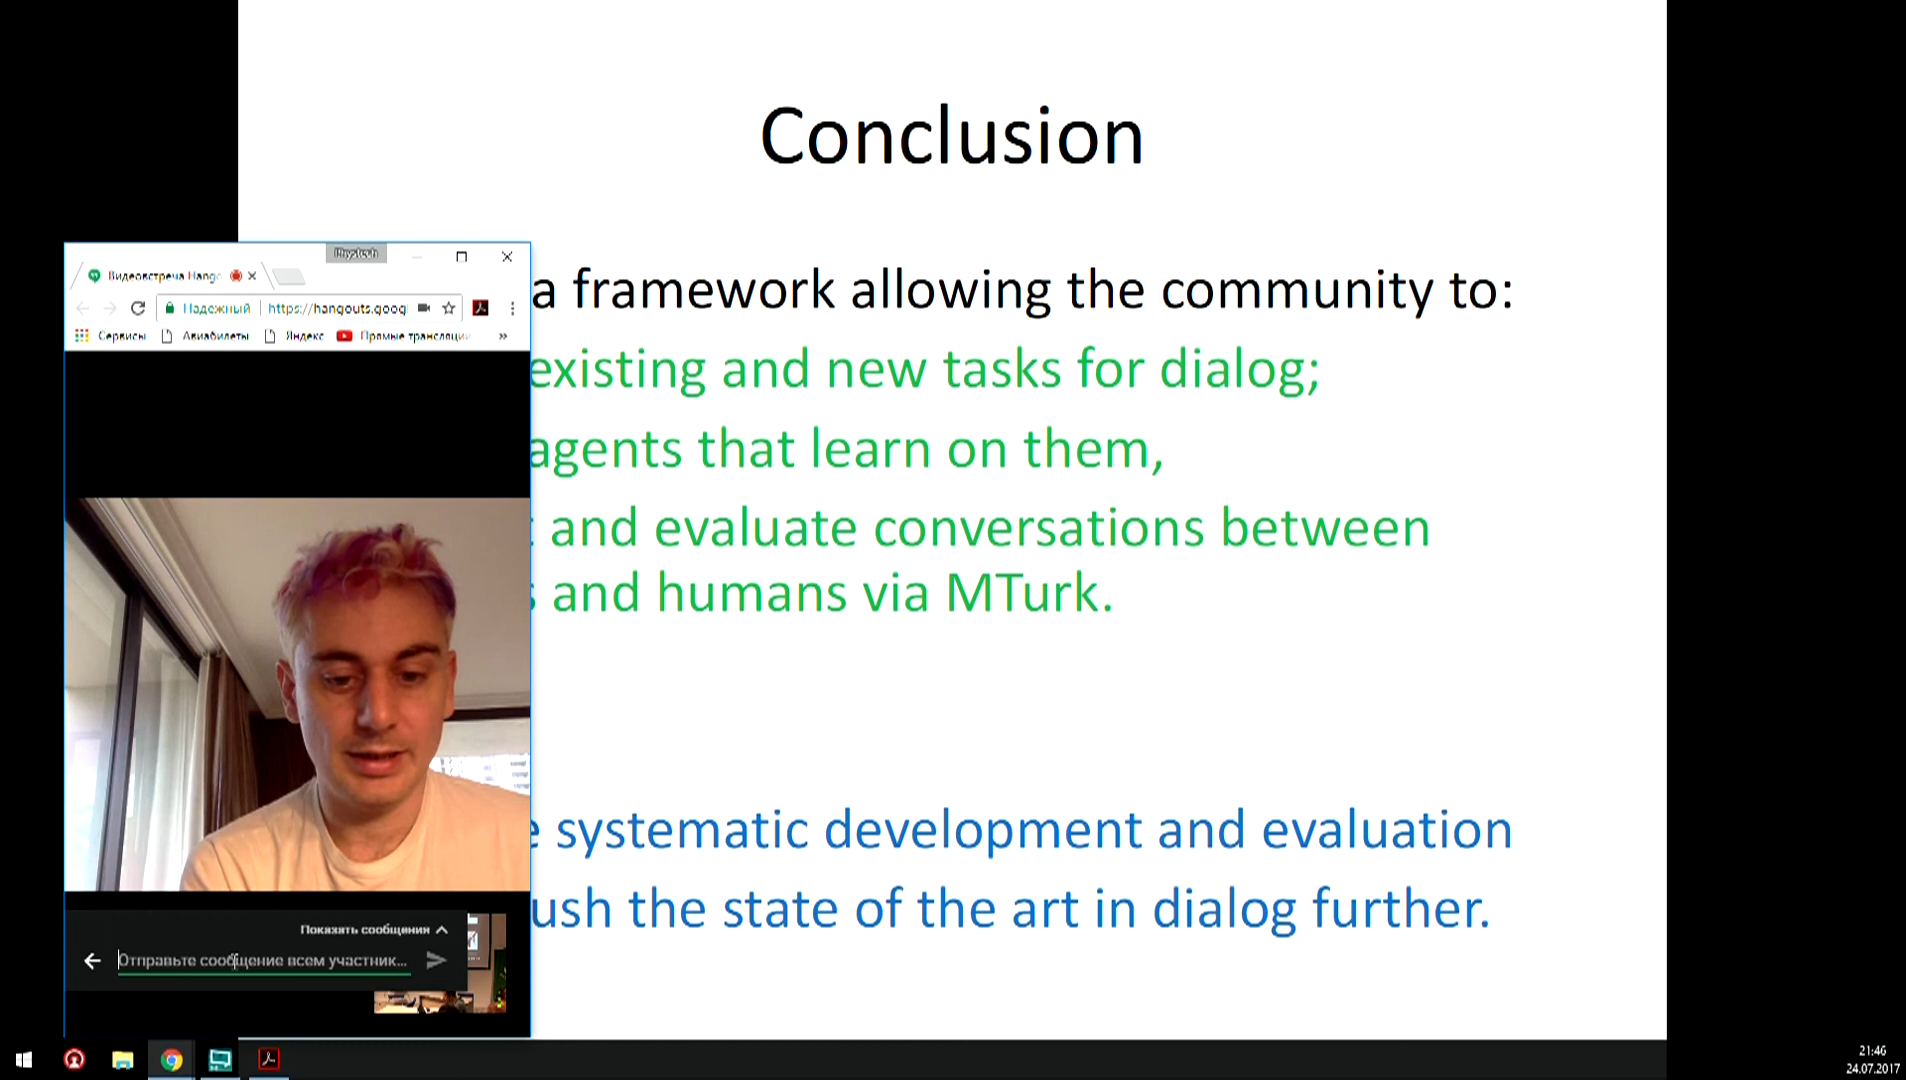 Conclusion
a framework allowing the community to:
existing and new tasks for dialog;
agents that learn on them,
and evaluate conversations between
and humans via MTurk.
systematic development and evaluation
ush the state of the art in dialog further.
Phystech
Видеовстреча Hango
Надежный https://hangouts.goog
Сервисы Авиабилеты Яндекс Прямые трансляции »
Показать сообщения
Отправьте сообщение всем участник...
21:46
24.07.2017